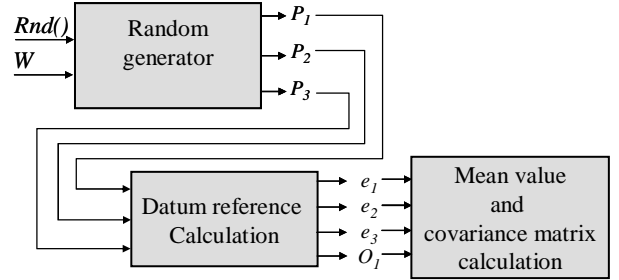 Rnd()
W
Random
generator
P1
P2
P3
Datum reference
Calculation
e1
e2
e3
O1
Mean value
and
covariance matrix
calculation